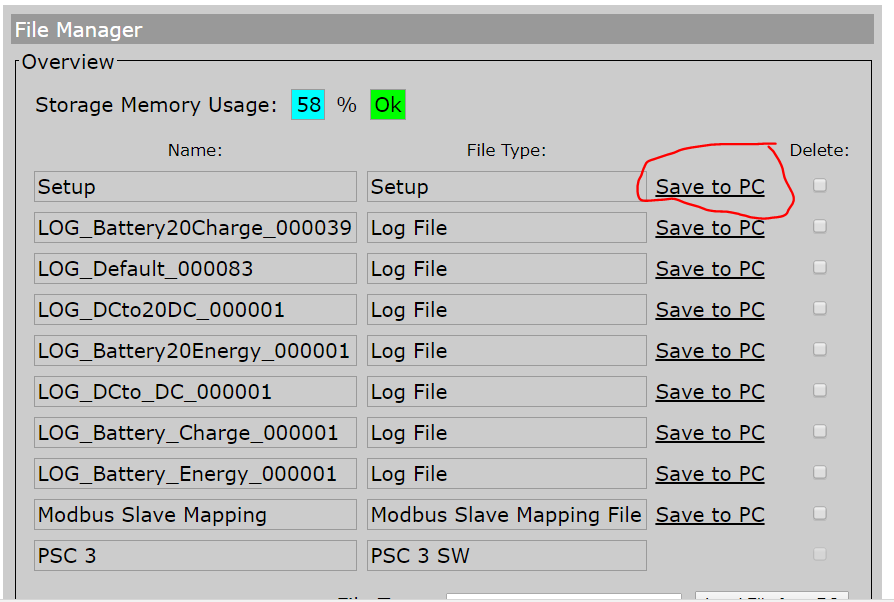 File Manager
Overview
Storage Memory Usage: 58 % Ok
Name: File Type: Delete:
Setup Setup Save to PC
LOG_Battery20Charge_000039 Log File Save to PC
LOG_Default_000083 Log File Save to PC
LOG_DCto20DC_000001 Log File Save to PC
LOG_Battery20Energy_000001 Log File Save to PC
LOG_DCto_DC_000001 Log File Save to PC
LOG_Battery_Charge_000001 Log File Save to PC
LOG_Battery_Energy_000001 Log File Save to PC
Modbus Slave Mapping Modbus Slave Mapping File Save to PC
PSC 3 PSC 3 SW